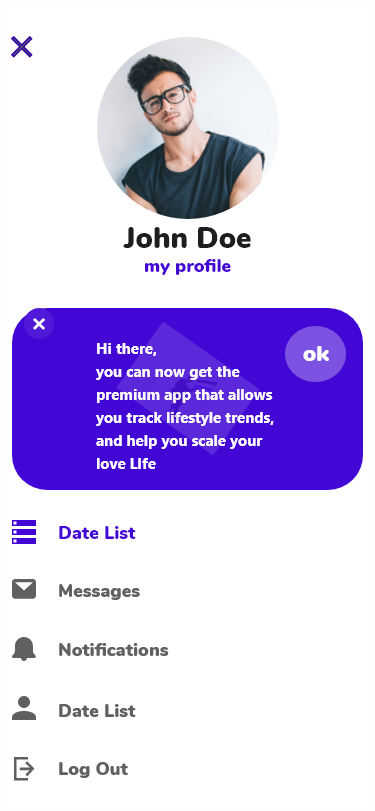 John Doe
my profile
ok
Hi there,
you can now get the
premium app that allows
you track lifestyle trends,
and help you scale your
love LIfe
Date List
Messages
Notifications
Date List
Log Out